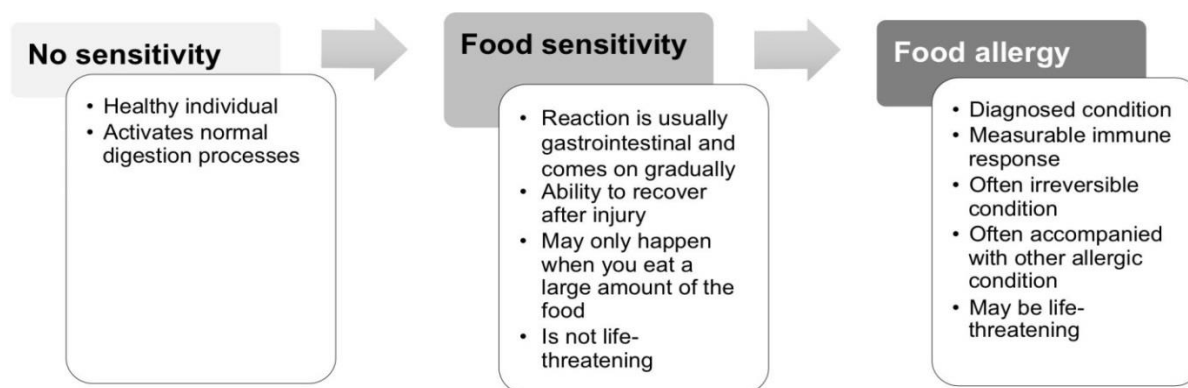 No sensitivity
• Healthy individual
• Activates normal
digestion processes
Food sensitivity
• Reaction is usually
gastrointestinal and
comes on gradually
• Ability to recover
after injury
• May only happen
when you eat a
large amount of the
food
• Is not life-
threatening
Food allergy
• Diagnosed condition
• Measurable immune
response
• Often irreversible
condition
• Often accompanied
with other allergic
condition
• May be life-
threatening